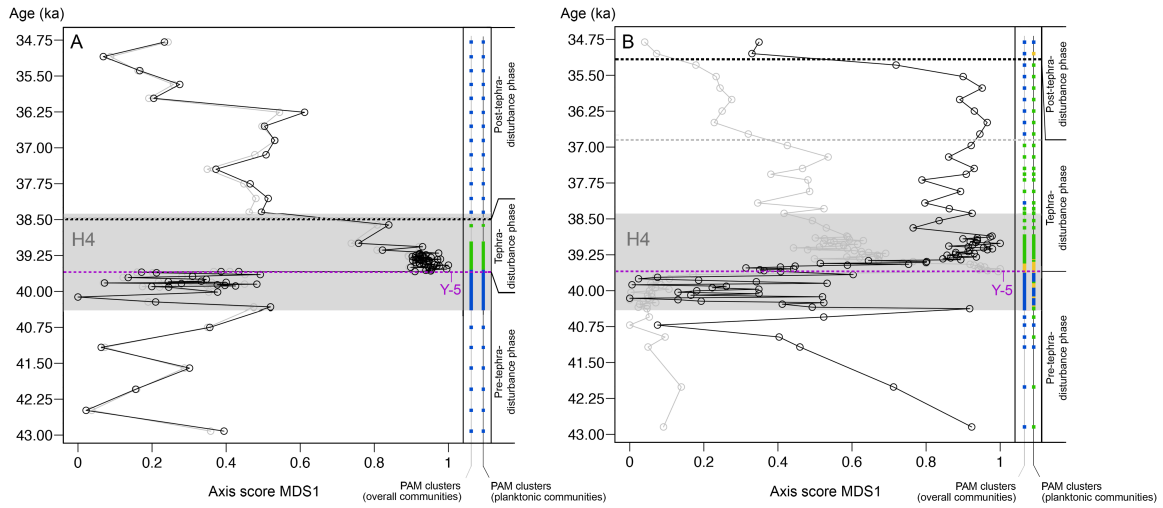 Age (ka)
A
34.75
35.50
36.25
37.00
37.75
38.50
39.25
40.00
40.75
41.50
42.25
43.00
H4
Y-5
Post-tephra-
disturbance phase
Tephra-
disturbance phase
Pre-tephra-
disturbance phase
0
0.2
0.4
0.6
0.8
1
Axis score MDS1
PAM clusters
(overall communities)
PAM clusters
(planktonic communities)
Age (ka)
B
34.75
35.50
36.25
37.00
37.75
38.50
39.25
40.00
40.75
41.50
42.25
43.00
H4
Y-5
Post-tephra-
disturbance phase
Tephra-
disturbance phase
Pre-tephra-
disturbance phase
0
0.2
0.4
0.6
0.8
1
Axis score MDS1
PAM clusters
(overall communities)
PAM clusters
(planktonic communities)